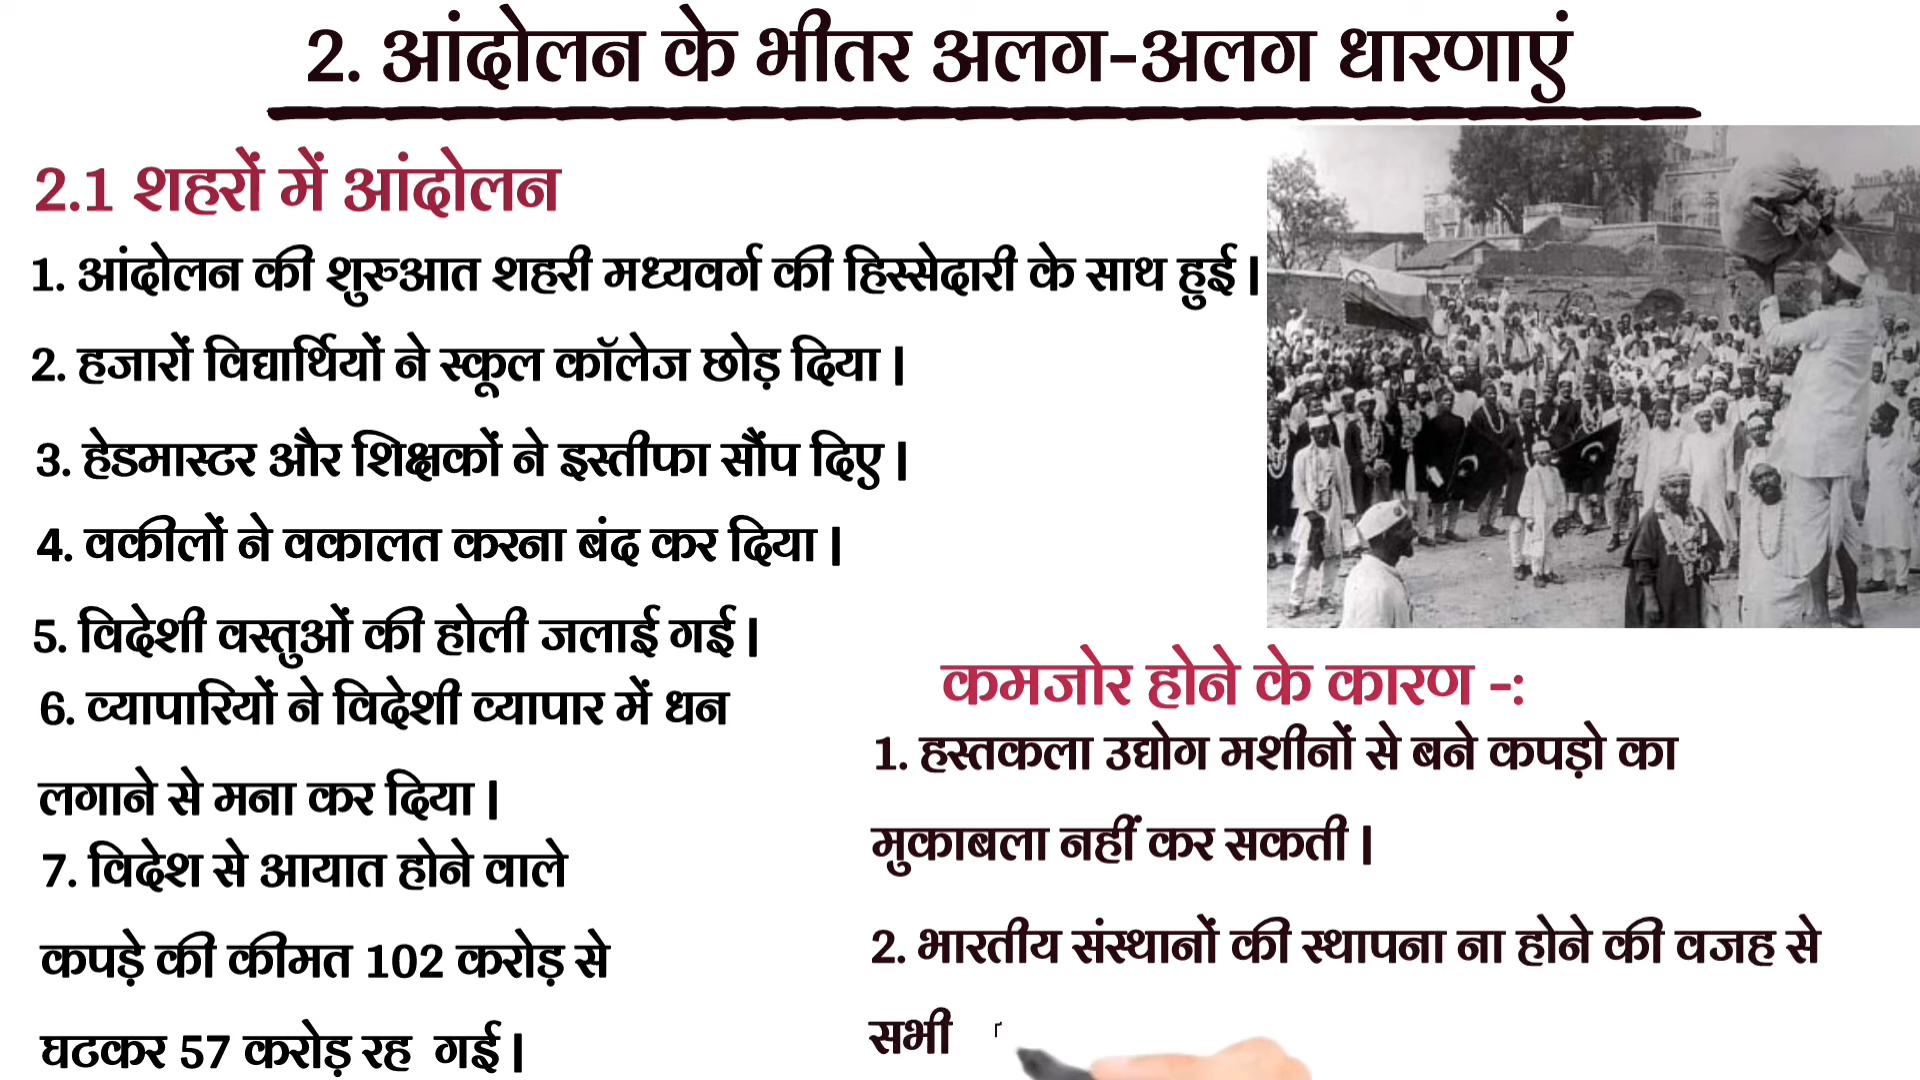 2. आंदोलन के भीतर अलग-अलग धारणाएं
2.1 शहरों में आंदोलन
1. आंदोलन की शुरुआत शहरी मध्यवर्ग की हिस्सेदारी के साथ हुई |
2. हजारों विद्यार्थियों ने स्कूल कॉलेज छोड़ दिया |
3. हेडमास्टर और शिक्षकों ने इस्तीफा सौंप दिए |
4. वकीलों ने वकालत करना बंद कर दिया |
5. विदेशी वस्तुओं की होली जलाई गई |
6. व्यापारियों ने विदेशी व्यापार में धन
लगाने से मना कर दिया |
7. विदेश से आयात होने वाले
कपड़े की कीमत 102 करोड़ से
घटकर 57 करोड़ रह गई |
कमजोर होने के कारण -:
1. हस्तकला उद्योग मशीनों से बने कपड़ो का
मुकाबला नहीं कर सकती |
2. भारतीय संस्थानों की स्थापना ना होने की वजह से
सभी